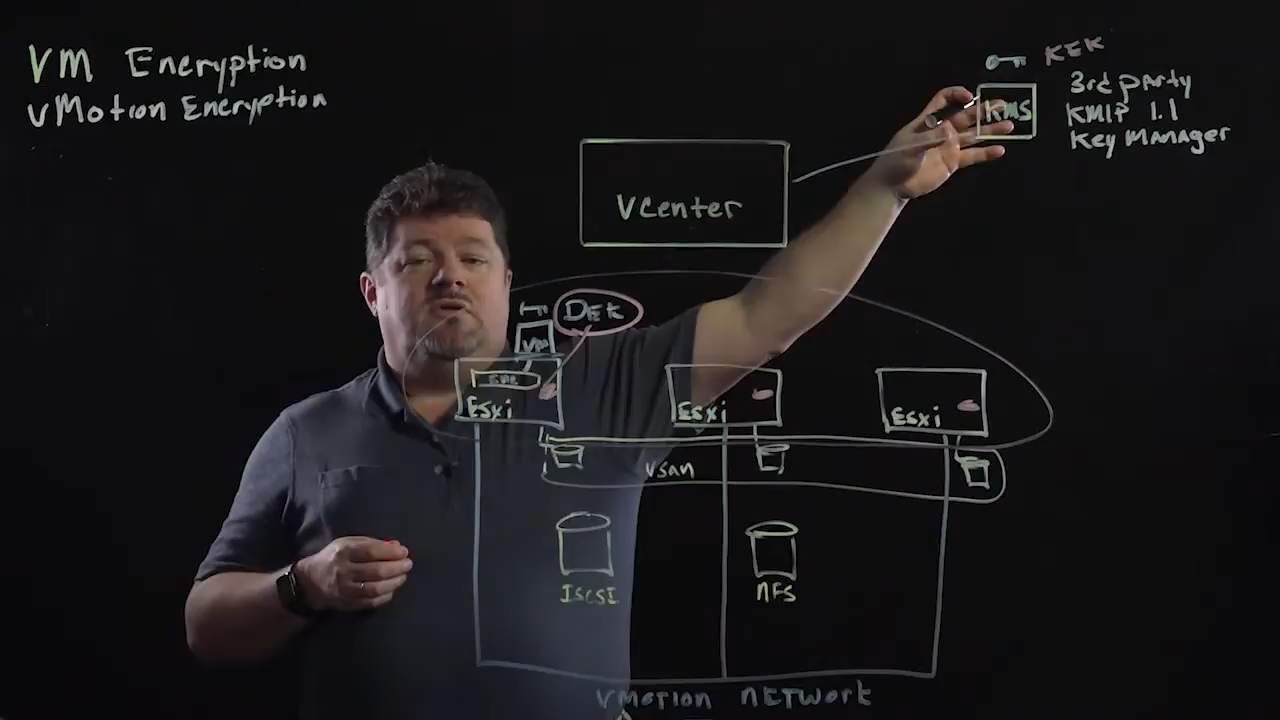 VM Encryption
vMotion Encryption
KEK
KMS
3rd party
KMIP 1.1
Key Manager
vCenter
DEK
VM
ESXi
ESXi
ESXi
vsan
ISCSI
NFS
VMOTION NETWORK